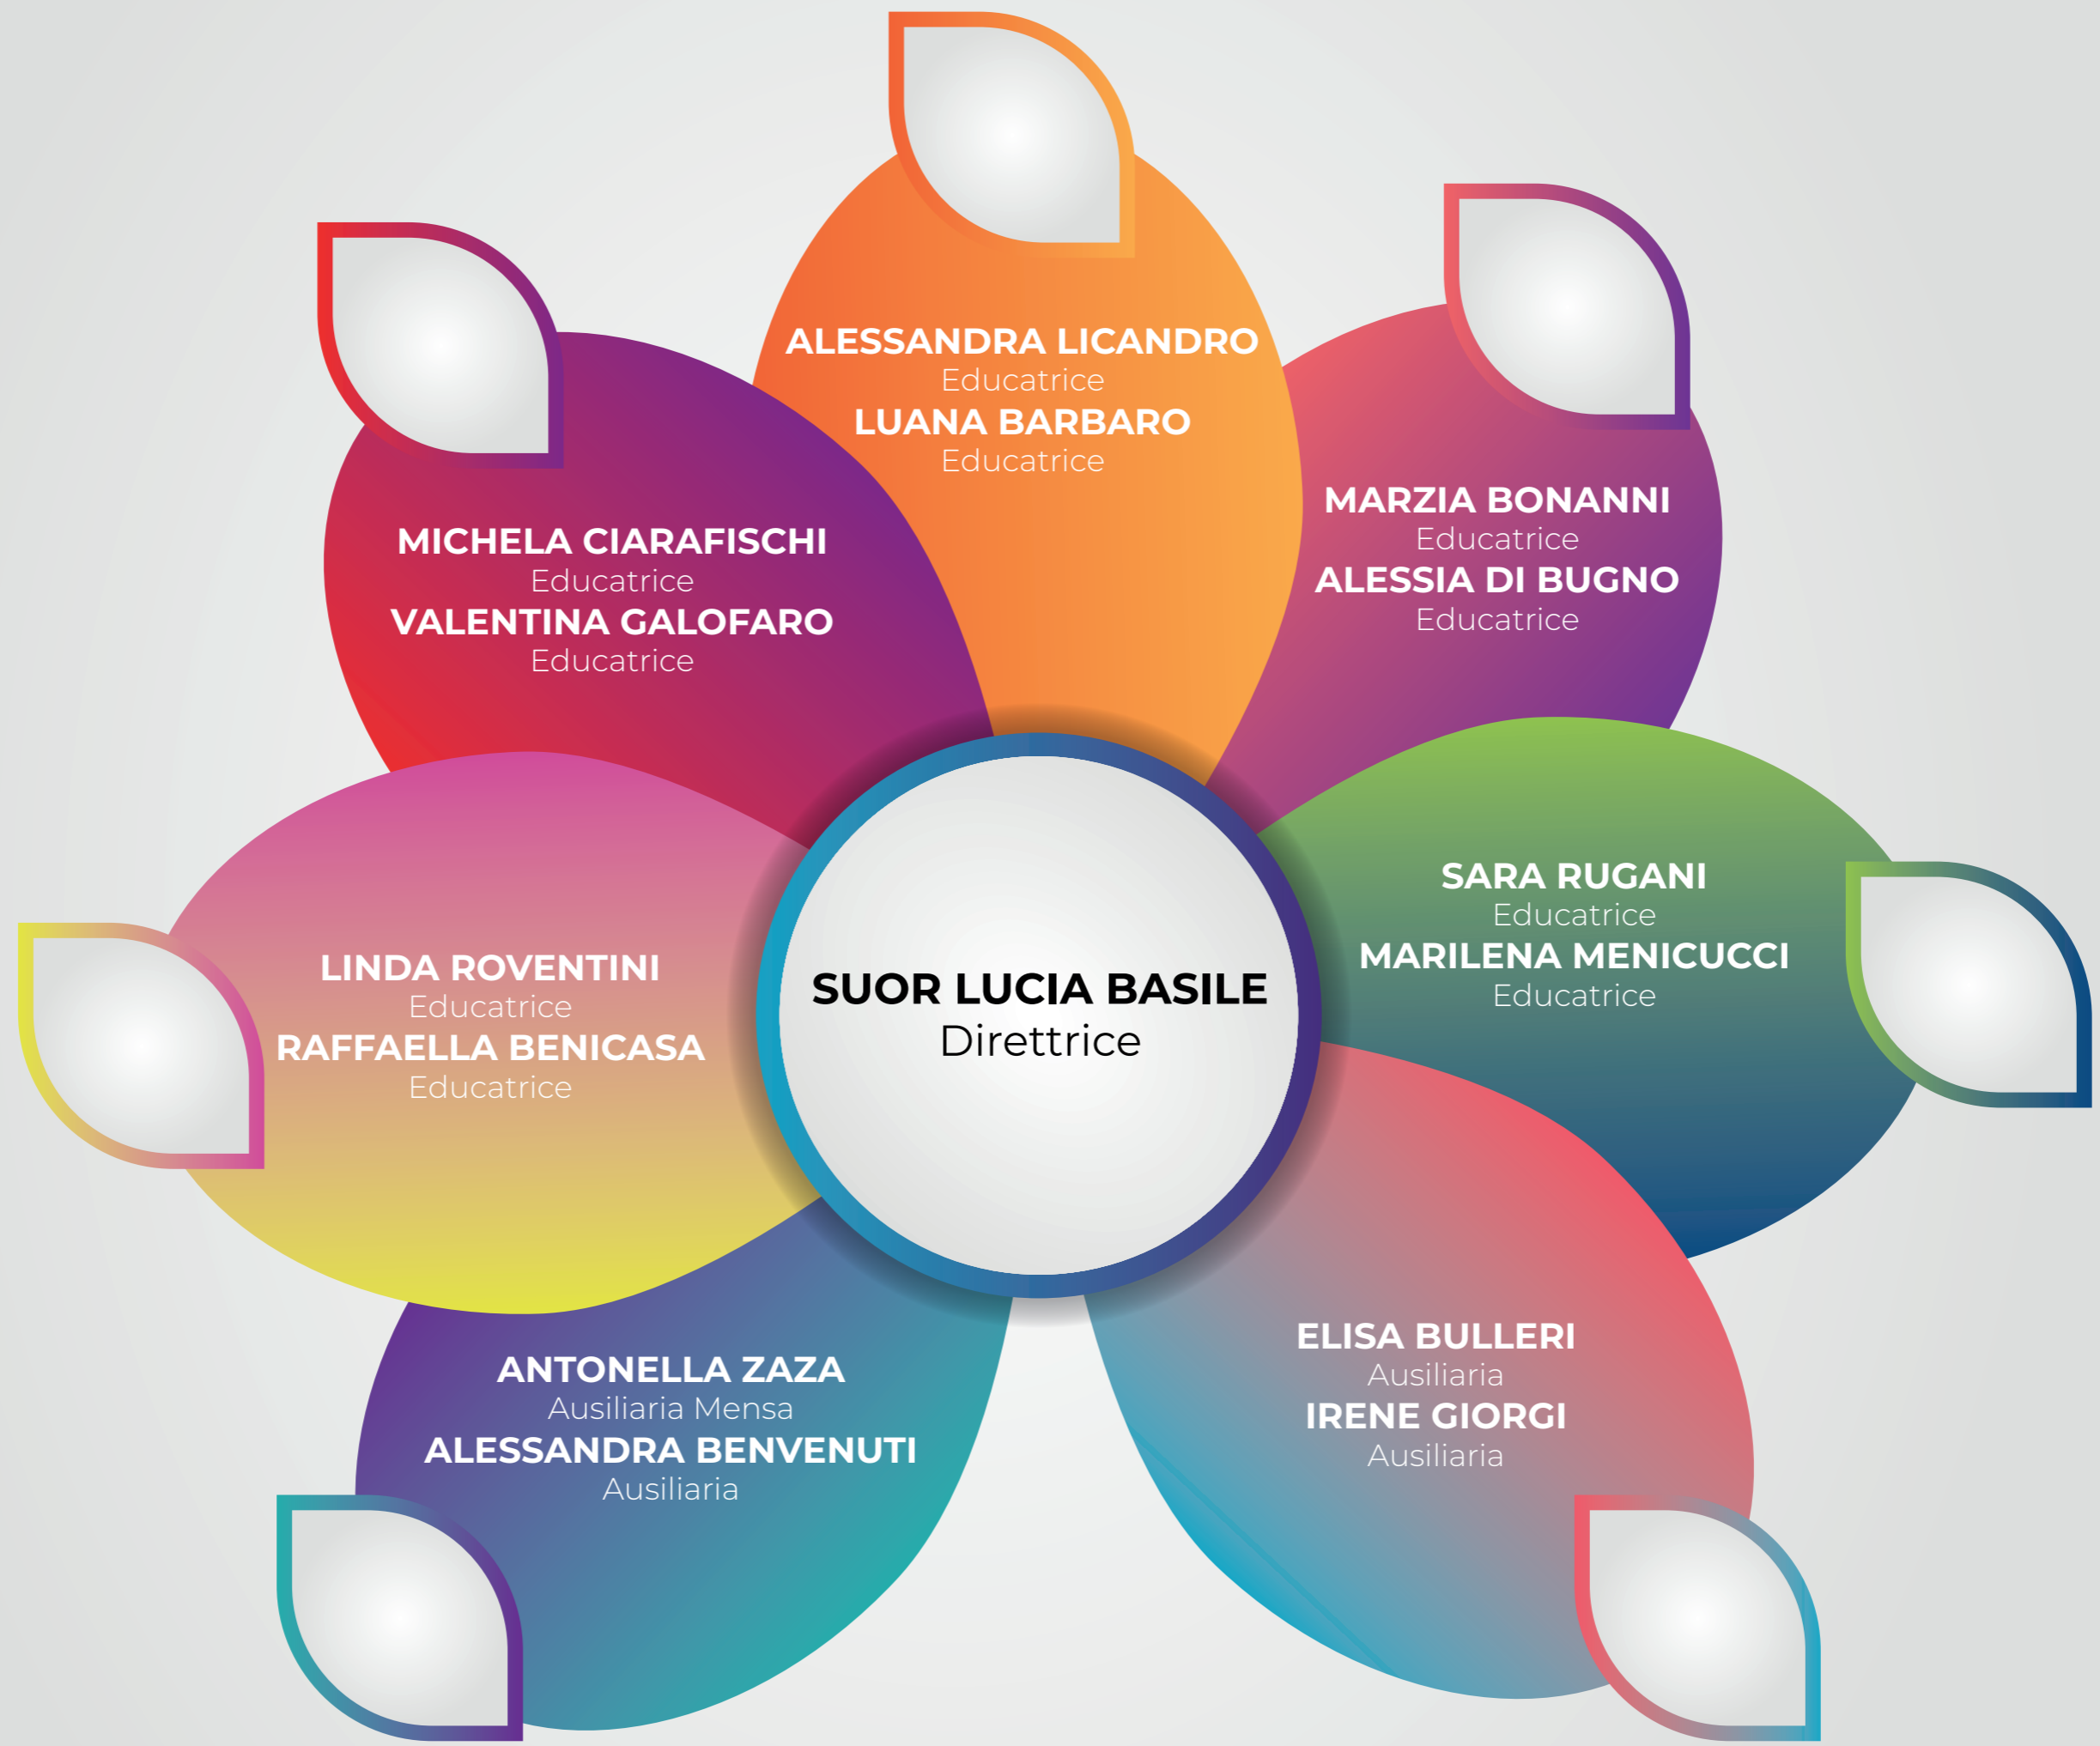 ALESSANDRA LICANDRO
Educatrice
LUANA BARBARO
Educatrice
MARZIA BONANNI
Educatrice
ALESSIA DI BUGNO
Educatrice
MICHELA CIARAFISCHI
Educatrice
VALENTINA GALOFARO
Educatrice
SARA RUGANI
Educatrice
MARILENA MENICUCCI
Educatrice
LINDA ROVENTINI
Educatrice
RAFFAELLA BENICASA
Educatrice
SUOR LUCIA BASILE
Direttrice
ELISA BULLERI
Ausiliaria
IRENE GIORGI
Ausiliaria
ANTONELLA ZAZA
Ausiliaria Mensa
ALESSANDRA BENVENUTI
Ausiliaria